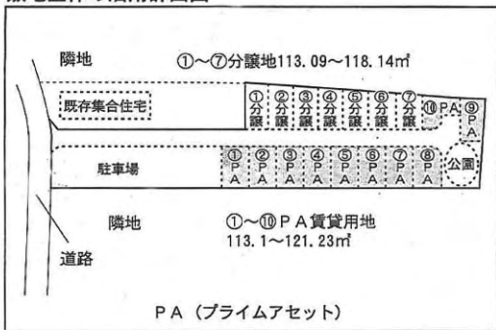 隣地
①～⑦分譲地113.09～118.14㎡
既存集合住宅
①分譲
②分譲
③分譲
④分譲
⑤分譲
⑥分譲
⑦分譲
⑩PA
⑨PA
駐車場
①PA
②PA
③PA
④PA
⑤PA
⑥PA
⑦PA
⑧PA
公園
隣地
①～⑩PA賃貸用地
113.1～121.23㎡
道路
PA（プライムアセット）